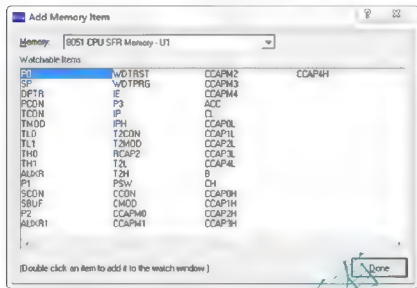 Add Memory Item
Memory: 8051 CPU SFR Memory - U1
Watchable Items
P0 WDTRST CCAPM2 CCAP4H
SP WDTPRG CCAPM3
DPTR IE CCAPM4
PCON P3 ACC
TCON IP CL
TMOD IPH CCAP0L
TL0 T2CON CCAP1L
TL1 T2MOD CCAP2L
TH0 RCAP2 CCAP3L
TH1 T2L CCAP4L
AUXR T2H B
P1 PSW CH
SCON CCON CCAP0H
SBUF CMOD CCAP1H
P2 CCAPM0 CCAP2H
AUXR1 CCAPM1 CCAP3H
(Double click an item to add it to the watch window)
Done